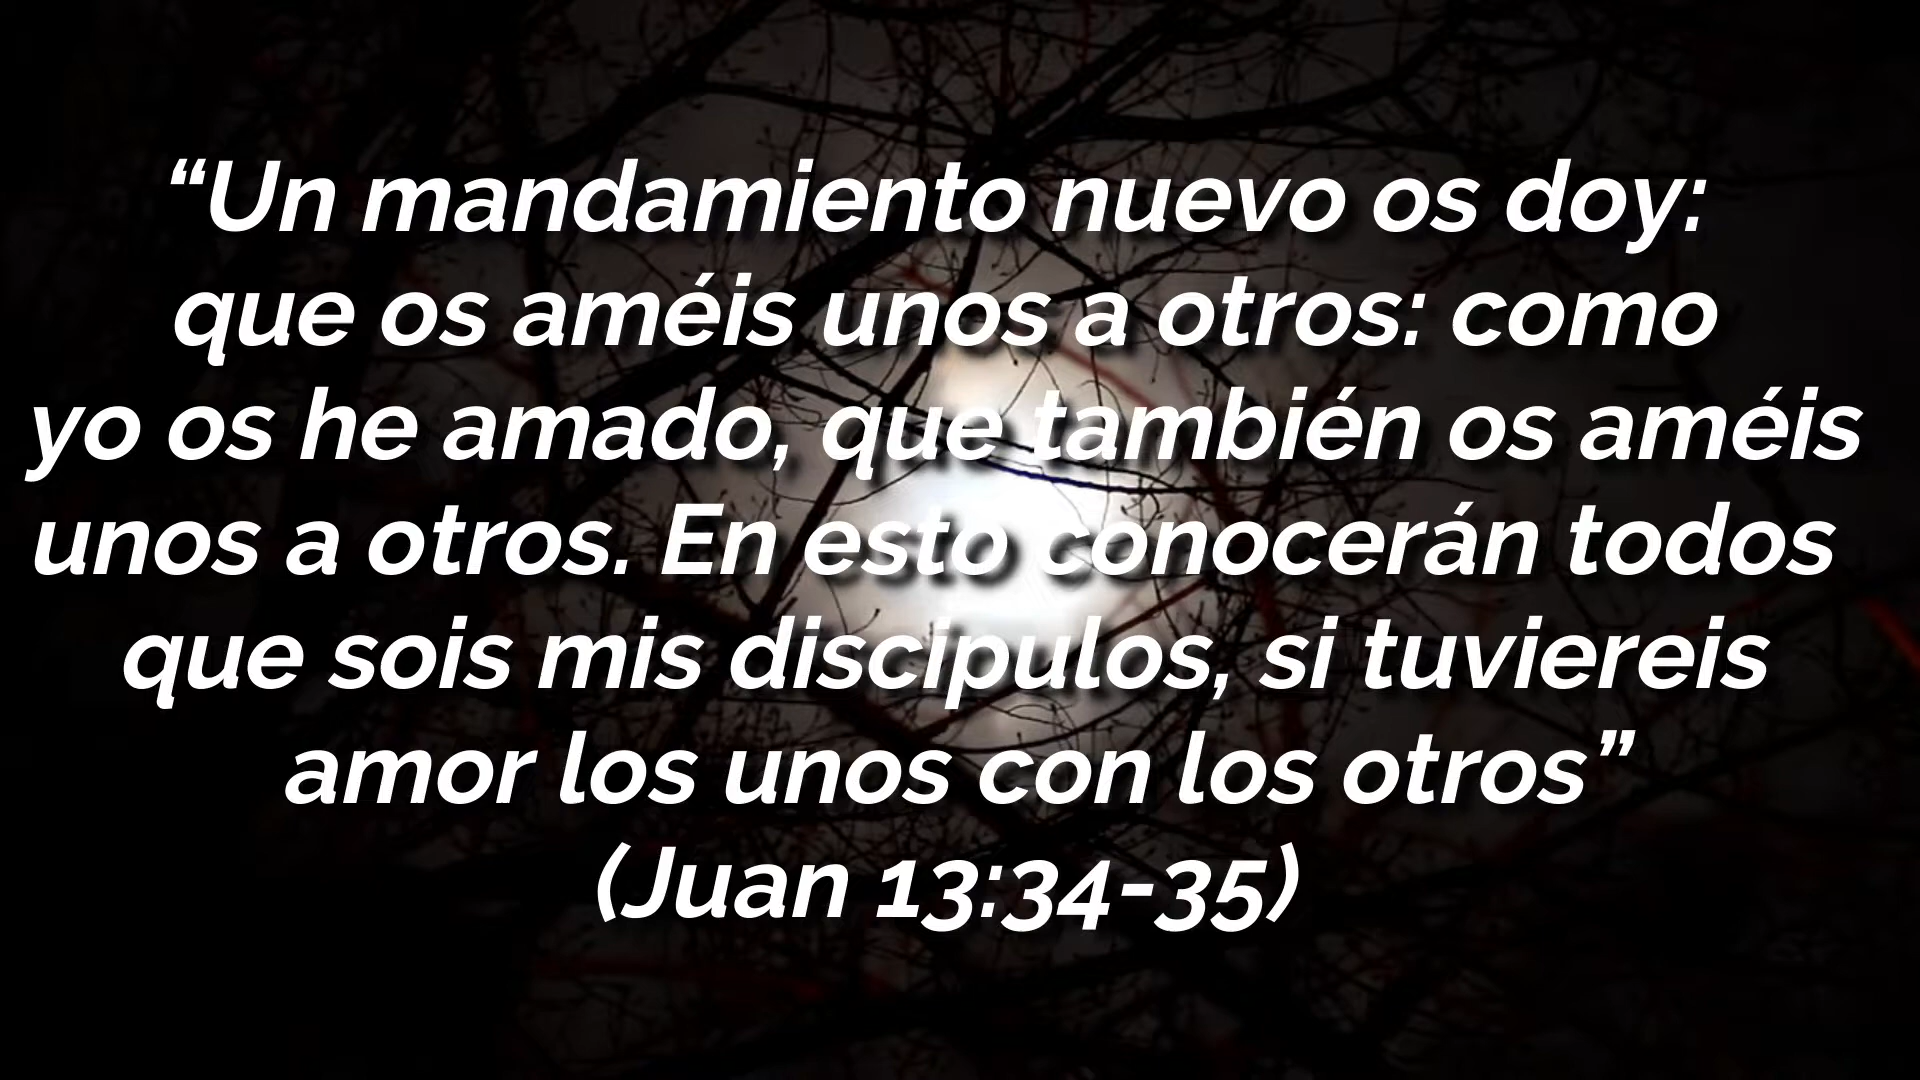 “Un mandamiento nuevo os doy:
que os améis unos a otros: como
yo os he amado, que también os améis
unos a otros. En esto conocerán todos
que sois mis discipulos, si tuviereis
amor los unos con los otros”
(Juan 13:34-35)